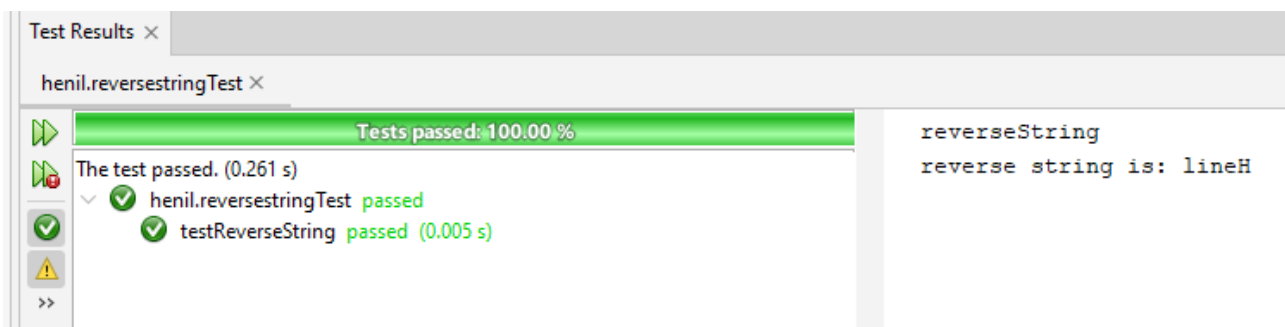 Test Results
henil.reversestringTest
Tests passed: 100.00 %
The test passed. (0.261 s)
henil.reversestringTest passed
testReverseString passed (0.005 s)
reverseString
reverse string is: lineH